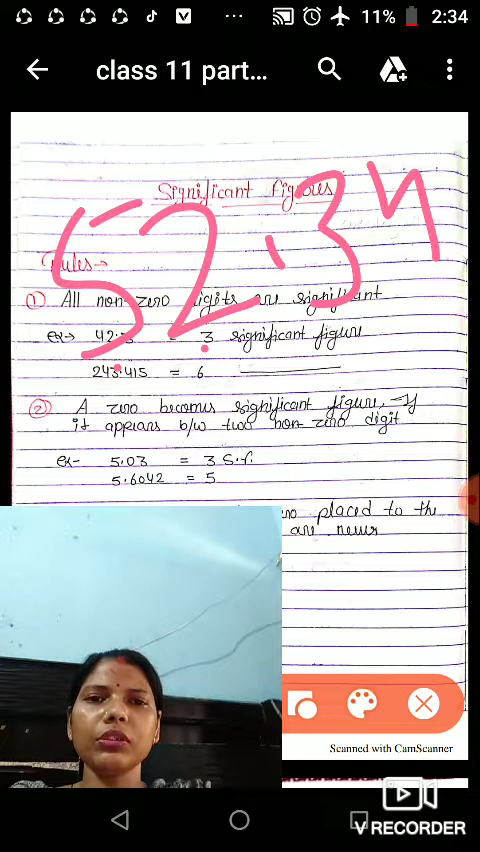 2:34
11%
class 11 part...
Significant figures
52.34
Rules→
① All non-zero digits are significant
ex→ 42.3 = 3 significant figure
243.415 = 6
② A zero becomes significant figure, If
it appears b/w two non-zero digit
ex- 5.03 = 3 S.f.
5.6042 = 5
placed to the
are never
Scanned with CamScanner
VRECORDER